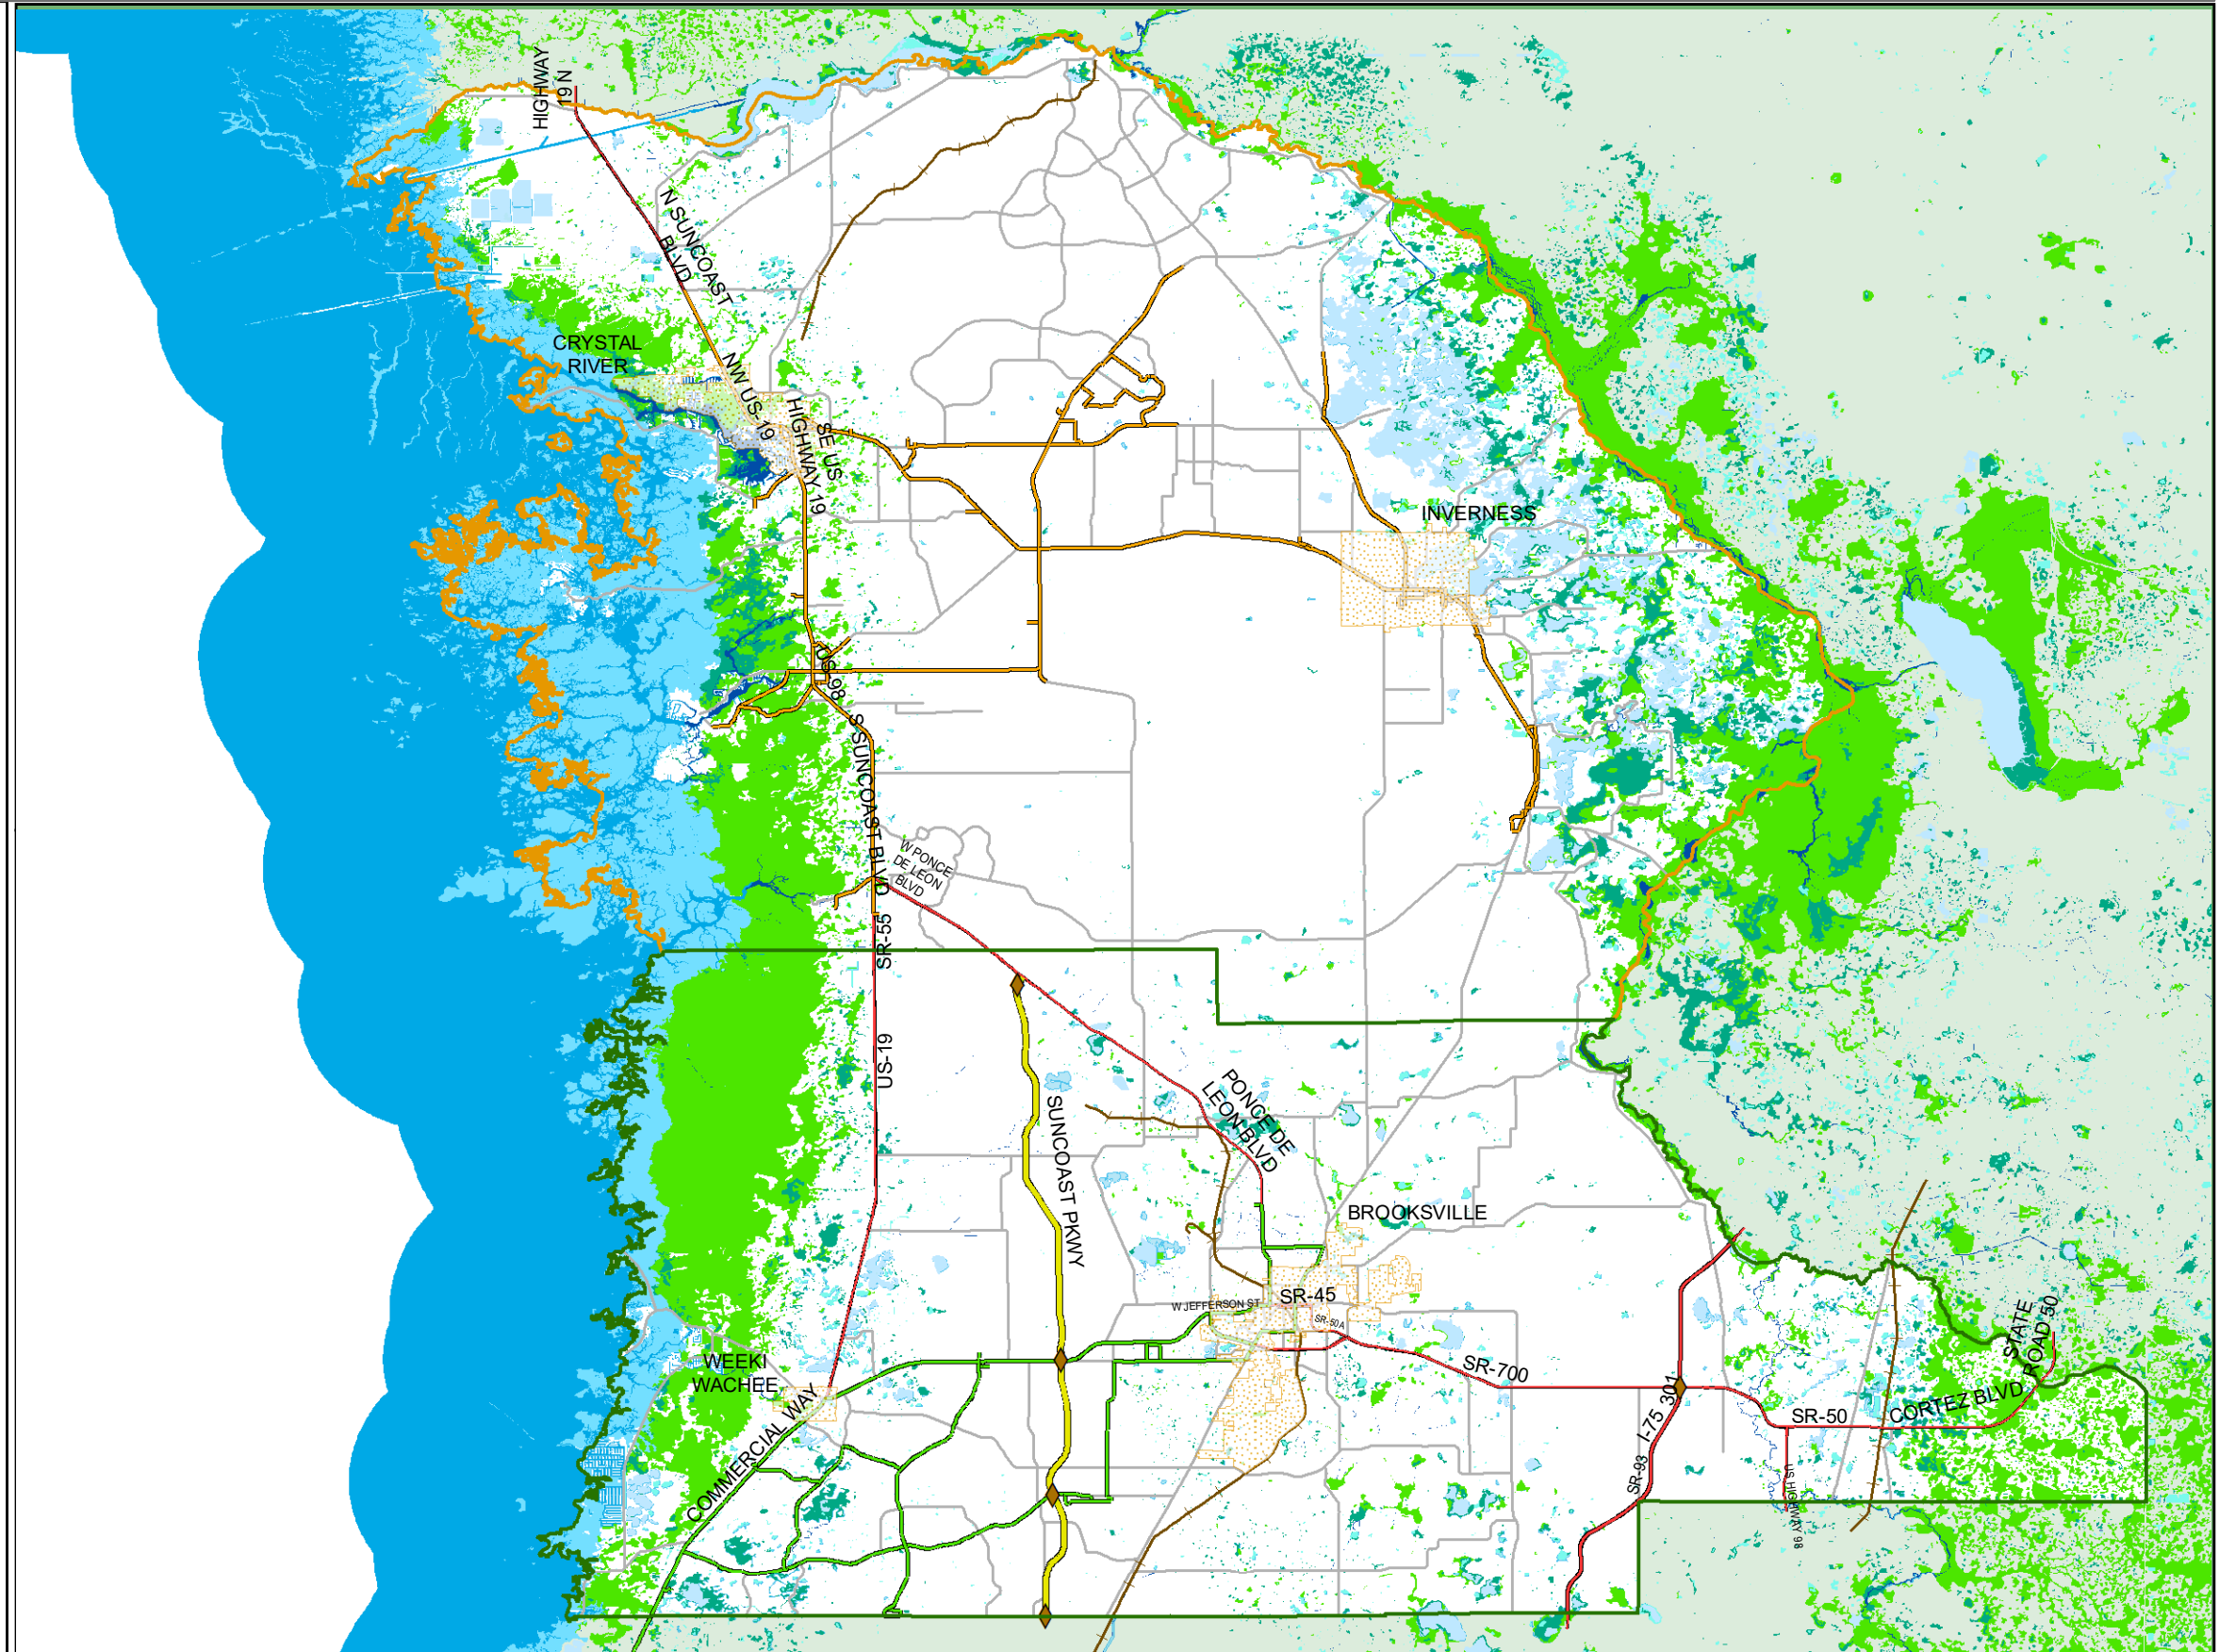 HIGHWAY
19 N
N SUNCOAST
BLVD
CRYSTAL
RIVER
NW US-19
SE US
HIGHWAY 19
INVERNESS
US-98
S SUNCOAST BLVD
W PONCE
DE LEON
BLVD
SR-55
US-19
SUNCOAST PKWY
PONCE DE
LEON BLVD
BROOKSVILLE
W JEFFERSON ST
SR-45
SR-50A
STATE
ROAD 50
WEEKI
WACHEE
SR-700
301
I-75
SR-93
SR-50
CORTEZ BLVD
COMMERCIAL WAY
US HIGHWAY 98